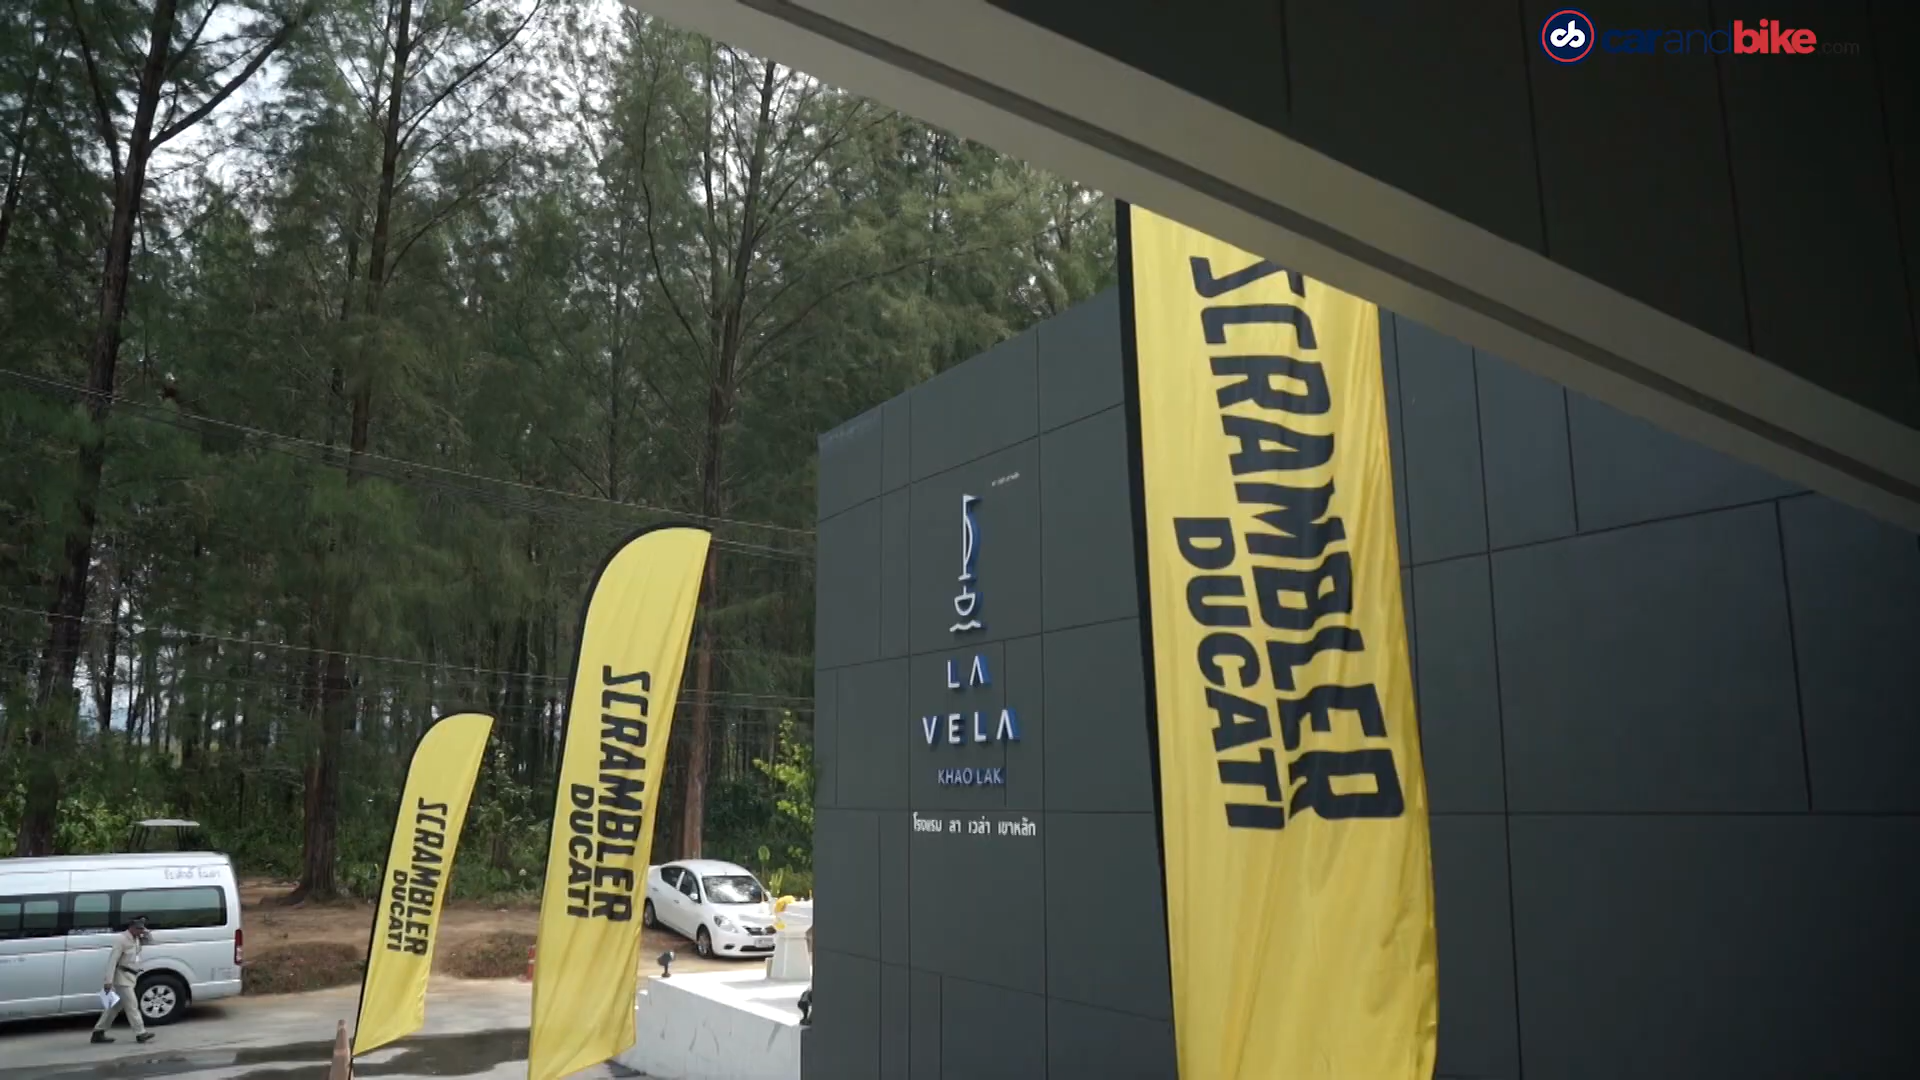 carandbike.com
SCRAMBLER
DUCATI
SCRAMBLER
DUCATI
SCRAMBLER
DUCATI
LA
VELA
KHAO LAK
โรงแรม ลา เวล่า เขาหลัก